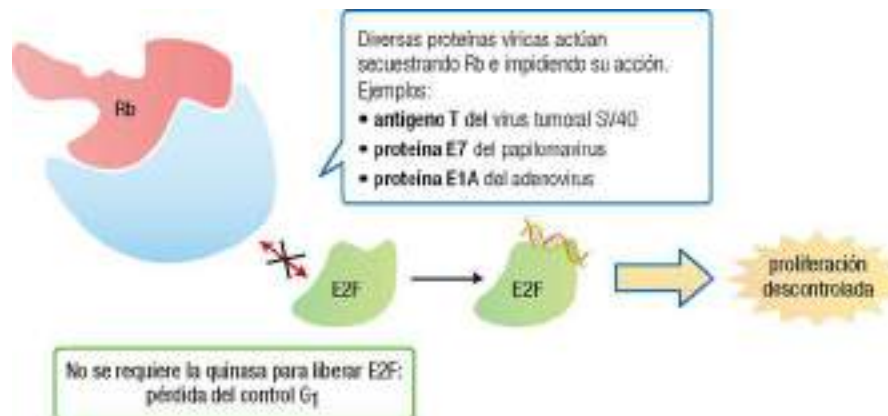 Diversas proteínas víricas actúan
secuestrando Rb e impidiendo su acción.
Ejemplos:
• antígeno T del virus tumoral SV40
• proteína E7 del papilomavirus
• proteína E1A del adenovirus
Rb
E2F
E2F
proliferación
descontrolada
No se requiere la quinasa para liberar E2F:
pérdida del control G1